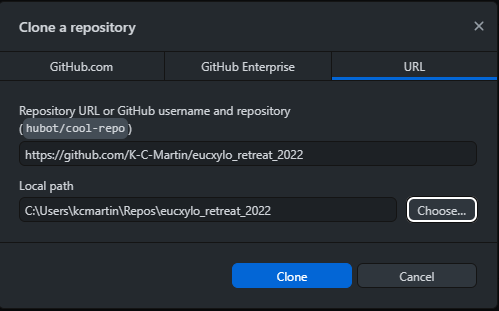 Clone a repository
GitHub.com GitHub Enterprise URL
Repository URL or GitHub username and repository
(hubot/cool-repo)
https://github.com/K-C-Martin/eucxylo_retreat_2022
Local path
C:\Users\kcmartin\Repos\eucxylo_retreat_2022 Choose...
Clone Cancel